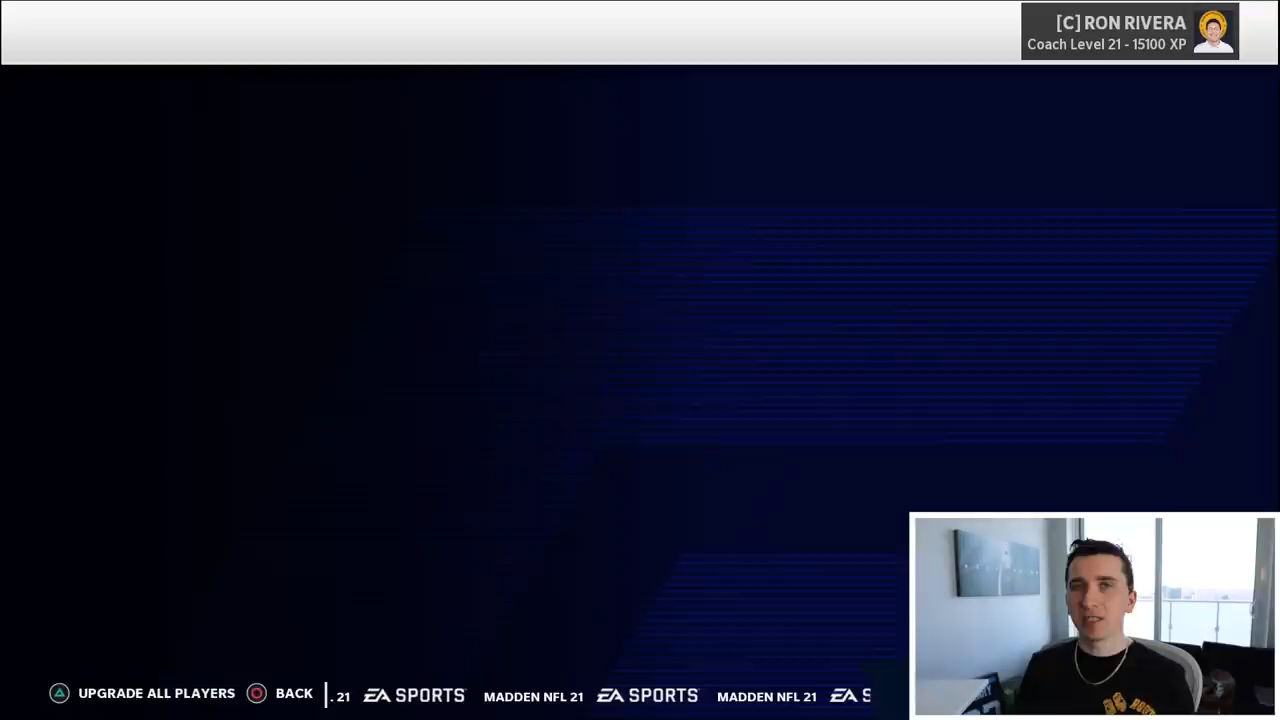 [C] RON RIVERA
Coach Level 21 - 15100 XP
UPGRADE ALL PLAYERS BACK . 21 EA SPORTS MADDEN NFL 21 EA SPORTS MADDEN NFL 21 EA S